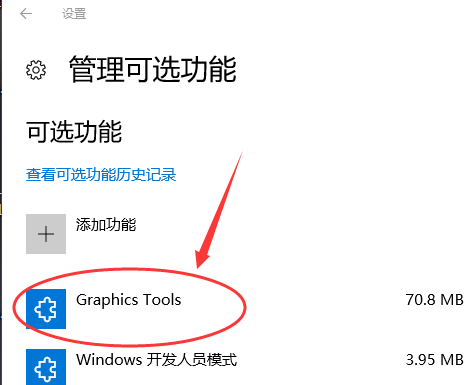 设置
管理可选功能
可选功能
查看可选功能历史记录
添加功能
Graphics Tools 70.8 MB
Windows 开发人员模式 3.95 MB